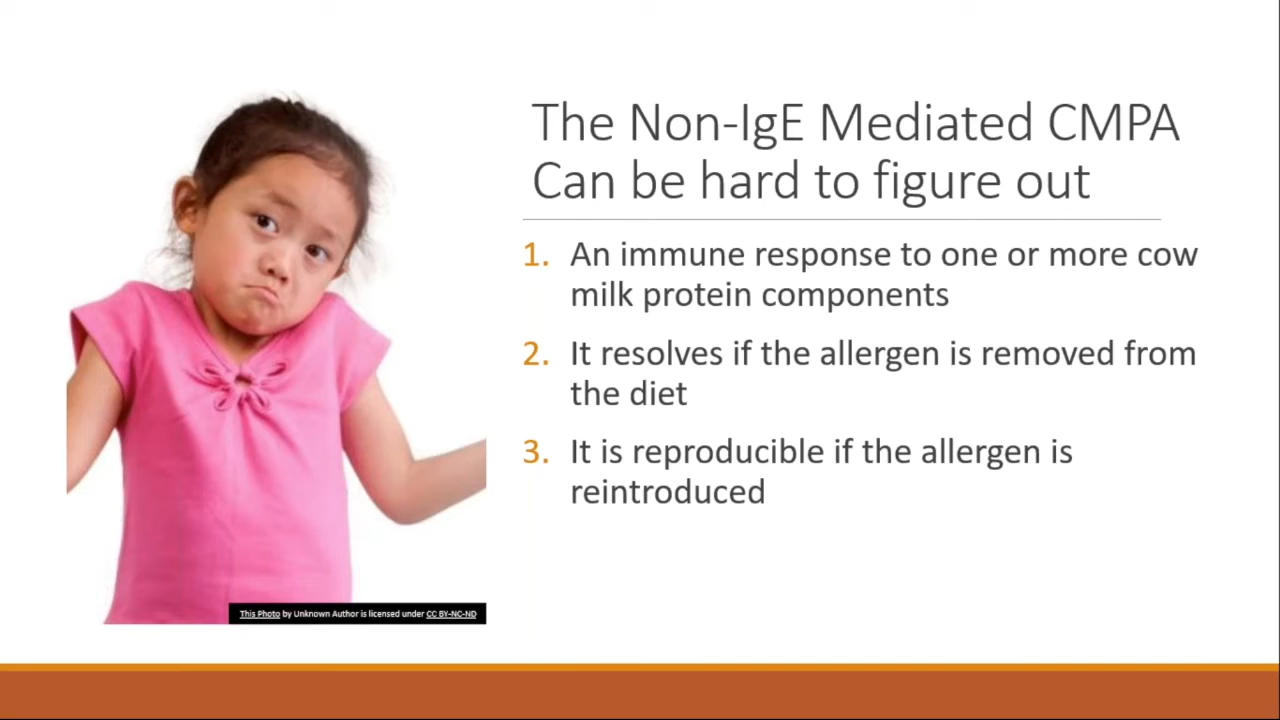 The Non-IgE Mediated CMPA
Can be hard to figure out
1. An immune response to one or more cow
milk protein components
2. It resolves if the allergen is removed from
the diet
3. It is reproducible if the allergen is
reintroduced
This Photo by Unknown Author is licensed under CC BY-NC-ND